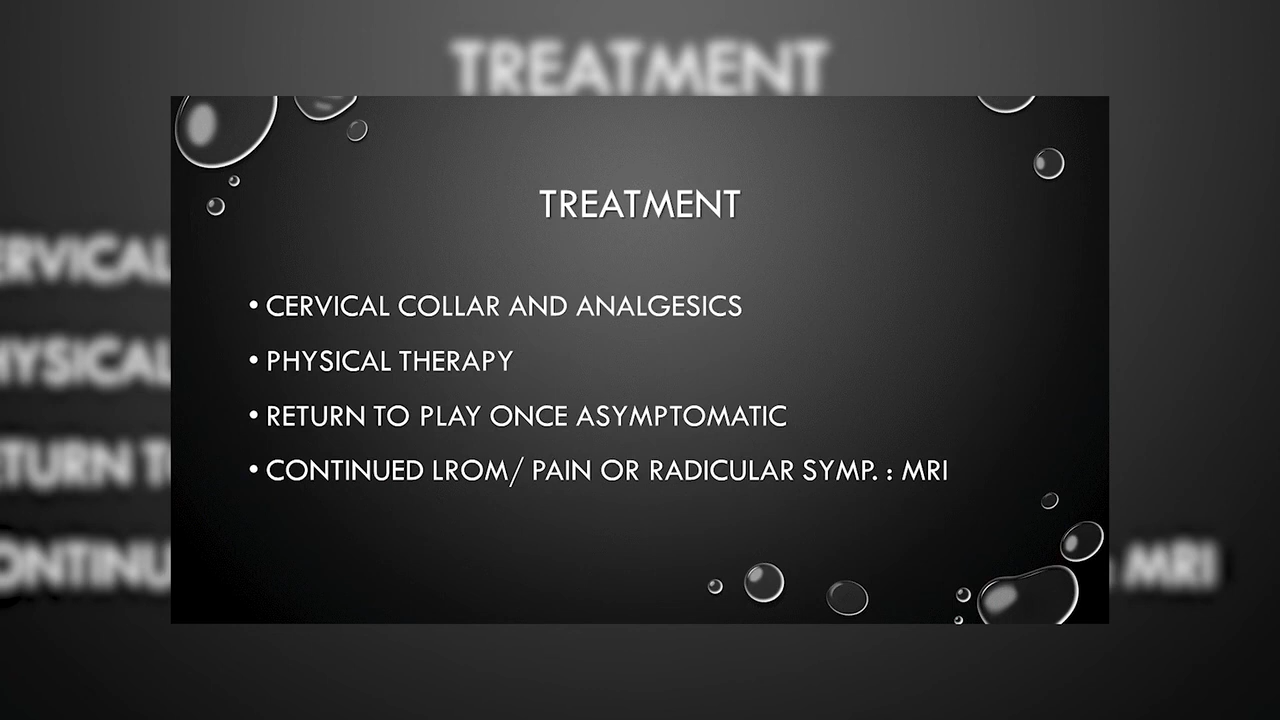 TREATMENT
• CERVICAL COLLAR AND ANALGESICS
• PHYSICAL THERAPY
• RETURN TO PLAY ONCE ASYMPTOMATIC
• CONTINUED LROM/ PAIN OR RADICULAR SYMP. : MRI